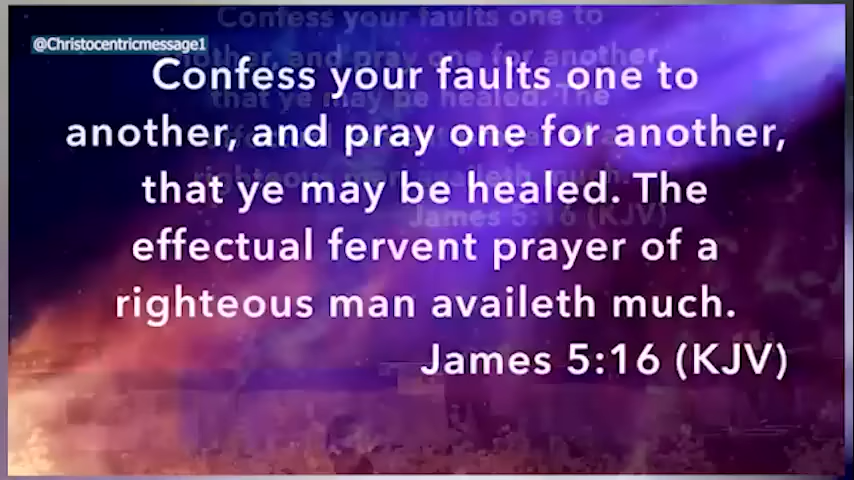 @Christocentricmessage1
Confess your faults one to
another, and pray one for another,
that ye may be healed. The
effectual fervent prayer of a
righteous man availeth much.
James 5:16 (KJV)